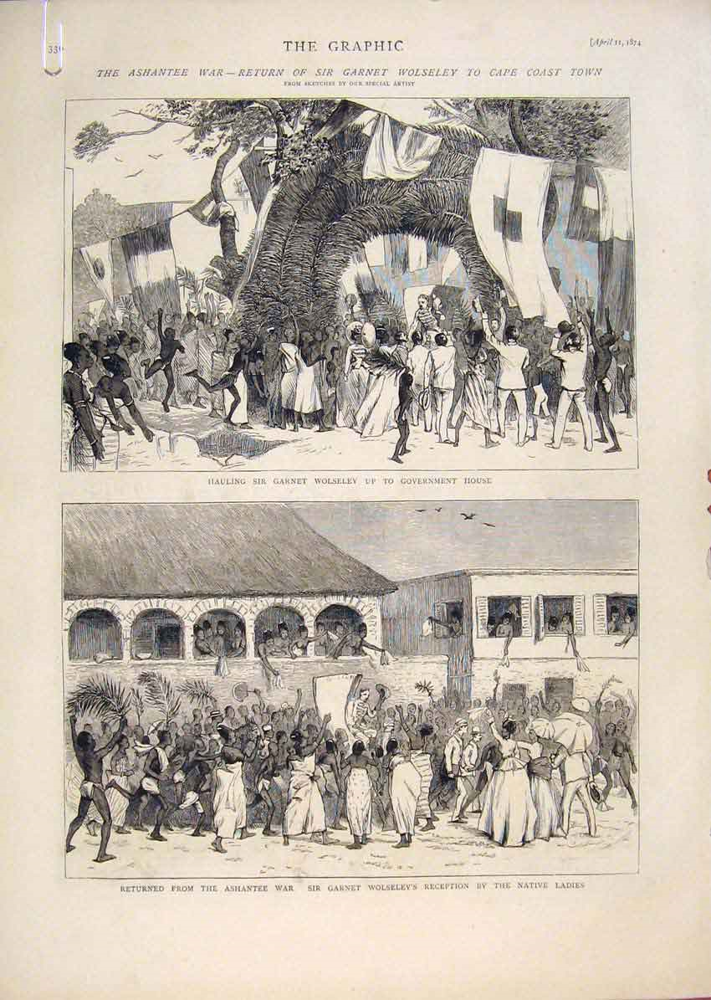 THE GRAPHIC
[April 11, 1874
THE ASHANTEE WAR—RETURN OF SIR GARNET WOLSELEY TO CAPE COAST TOWN
FROM SKETCHES BY OUR SPECIAL ARTIST
HAULING SIR GARNET WOLSELEY UP TO GOVERNMENT HOUSE
RETURNED FROM THE ASHANTEE WAR SIR GARNET WOLSELEY'S RECEPTION BY THE NATIVE LADIES